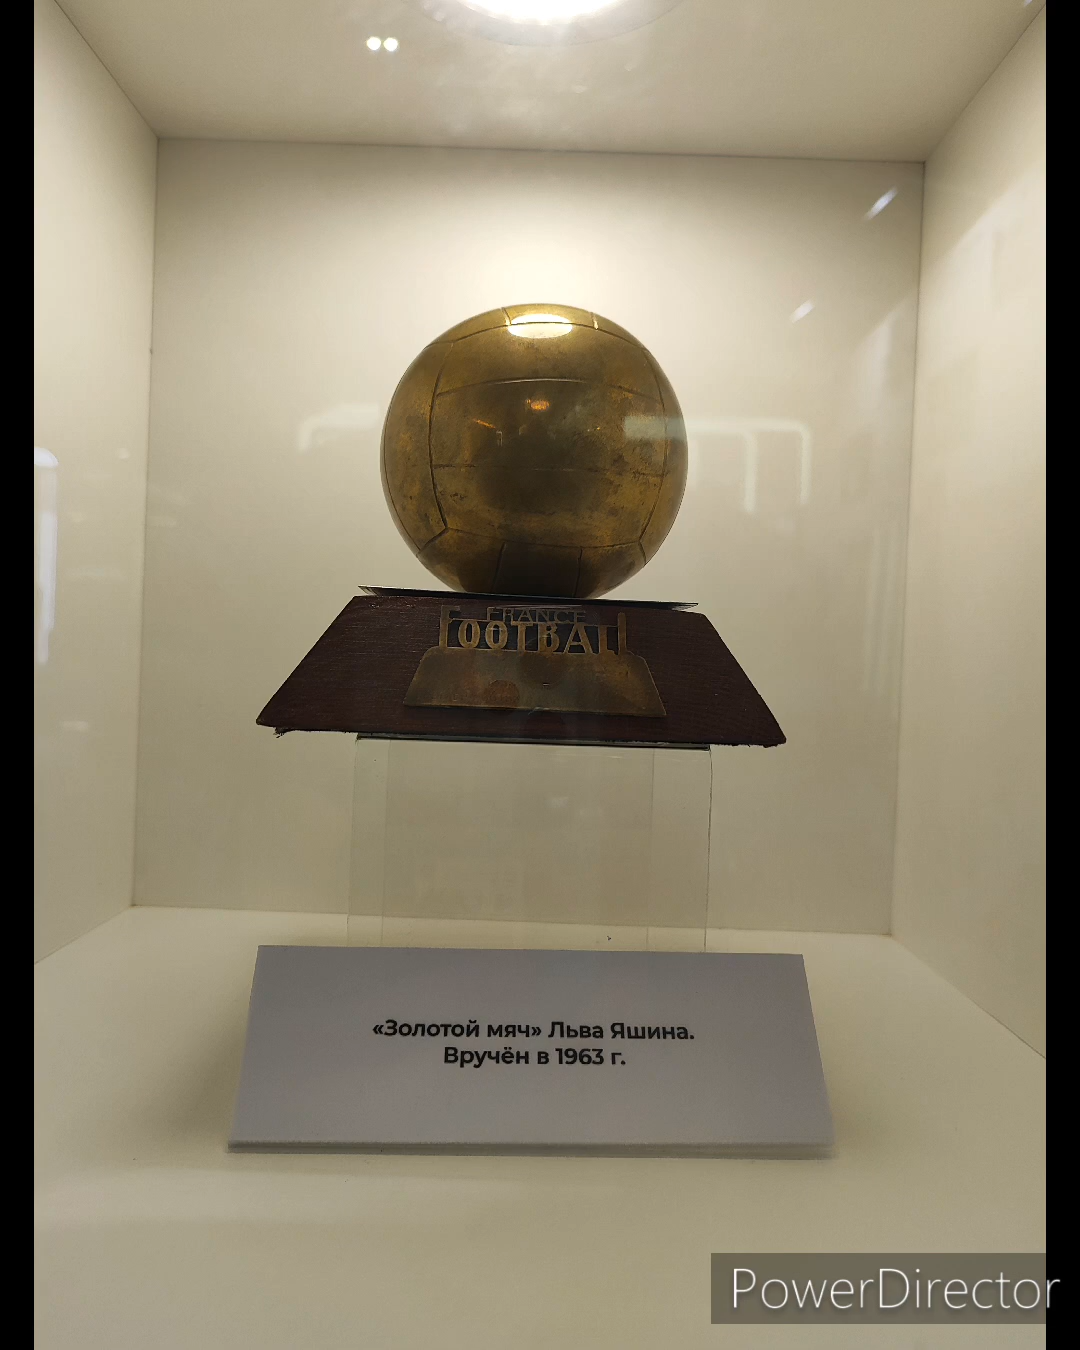 FRANCE
FOOTBALL
«Золотой мяч» Льва Яшина.
Вручён в 1963 г.
PowerDirector